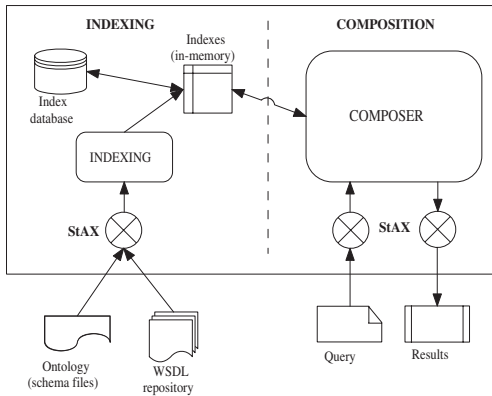 INDEXING
COMPOSITION
Indexes
(in-memory)
Index
database
COMPOSER
INDEXING
StAX
StAX
Ontology
(schema files)
WSDL
repository
Query
Results